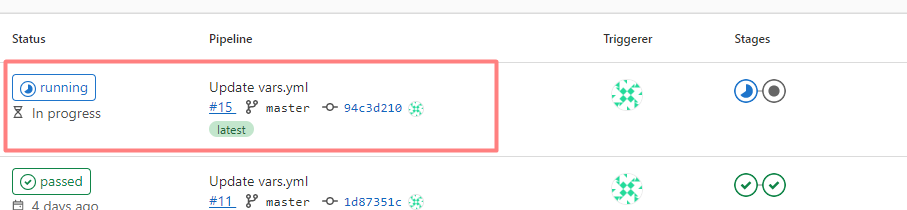 Status Pipeline Triggerer Stages
running Update vars.yml
#15 master 94c3d210
In progress
latest
passed Update vars.yml
#11 master 1d87351c
4 days ago